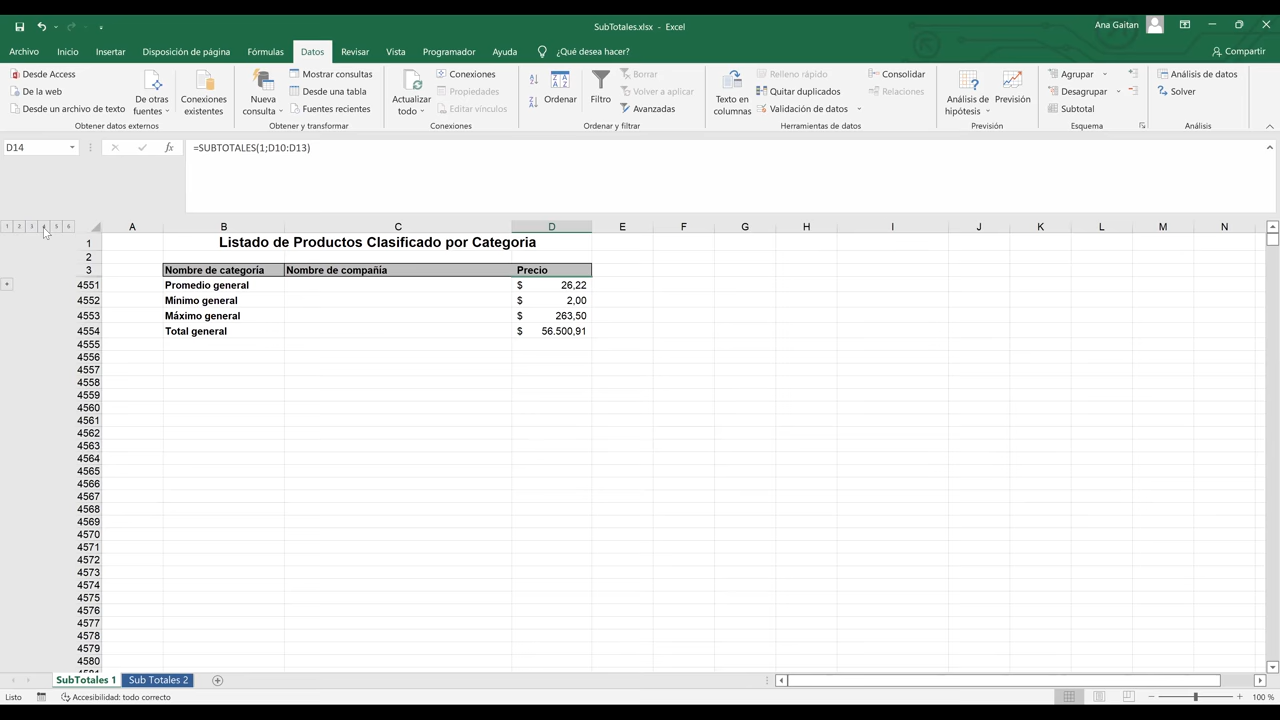 SubTotales.xlsx - Excel
Ana Gaitan
Archivo Inicio Insertar Disposición de página Fórmulas Datos Revisar Vista Programador Ayuda ¿Qué desea hacer? Compartir
Desde Access
De la web
Desde un archivo de texto
De otras fuentes
Conexiones existentes
Obtener datos externos
Nueva consulta
Mostrar consultas
Desde una tabla
Fuentes recientes
Obtener y transformar
Actualizar todo
Conexiones
Propiedades
Editar vínculos
Conexiones
Ordenar
Filtro
Borrar
Volver a aplicar
Avanzadas
Ordenar y filtrar
Texto en columnas
Relleno rápido
Quitar duplicados
Validación de datos
Consolidar
Relaciones
Herramientas de datos
Análisis de hipótesis
Previsión
Previsión
Agrupar
Desagrupar
Subtotal
Esquema
Análisis de datos
Solver
Análisis
D14 fx =SUBTOTALES(1;D10:D13)
1 2 3 4 5 6
A B C D E F G H I J K L M N
1 Listado de Productos Clasificado por Categoria
2
3 Nombre de categoría Nombre de compañía Precio
4551 Promedio general $ 26,22
4552 Mínimo general $ 2,00
4553 Máximo general $ 263,50
4554 Total general $ 56.500,91
4555
4556
4557
4558
4559
4560
4561
4562
4563
4564
4565
4566
4567
4568
4569
4570
4571
4572
4573
4574
4575
4576
4577
4578
4579
4580
SubTotales 1 Sub Totales 2
Listo Accesibilidad: todo correcto 100 %